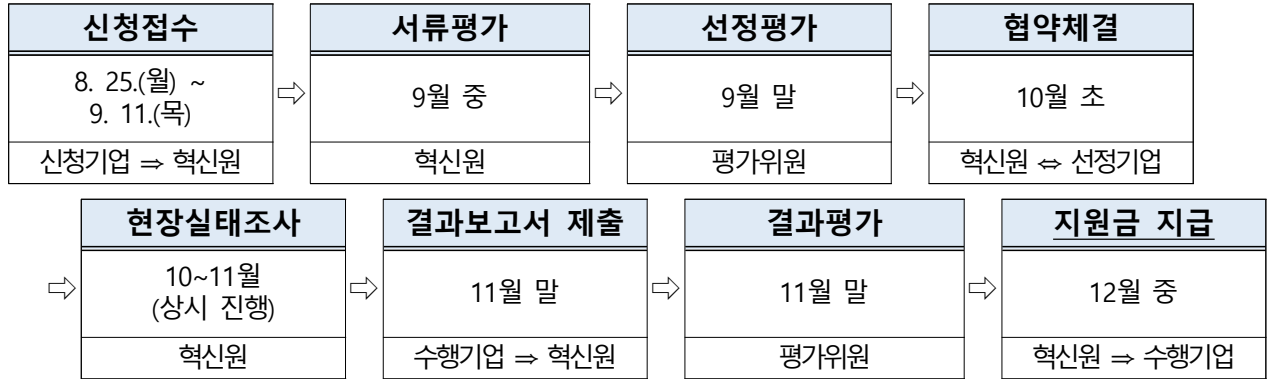 신청접수
8. 25.(월) ~
9. 11.(목)
신청기업 ⇒ 혁신원
⇨
서류평가
9월 중
혁신원
⇨
선정평가
9월 말
평가위원
⇨
협약체결
10월 초
혁신원 ⇔ 선정기업
⇨
현장실태조사
10~11월
(상시 진행)
혁신원
⇨
결과보고서 제출
11월 말
수행기업 ⇒ 혁신원
⇨
결과평가
11월 말
평가위원
⇨
지원금 지급
12월 중
혁신원 ⇒ 수행기업